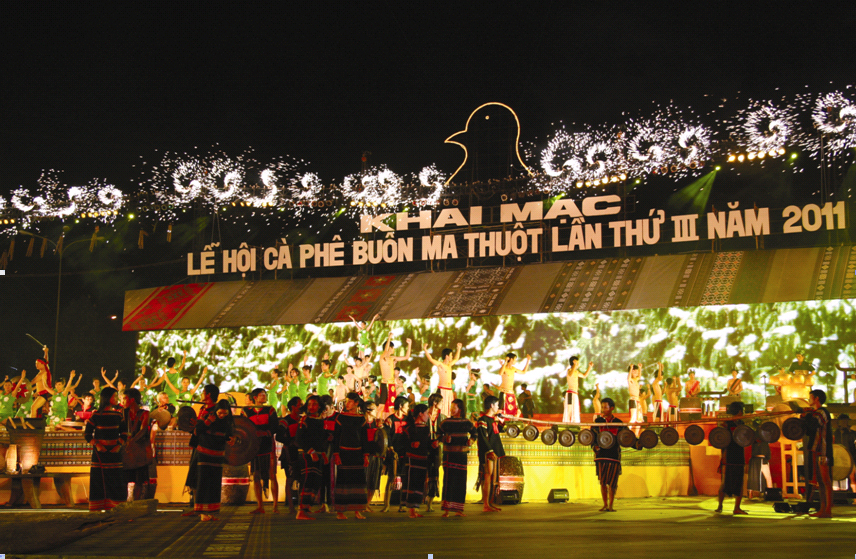 KHAI MẠC
LỄ HỘI CÀ PHÊ BUÔN MA THUỘT LẦN THỨ III NĂM 2011